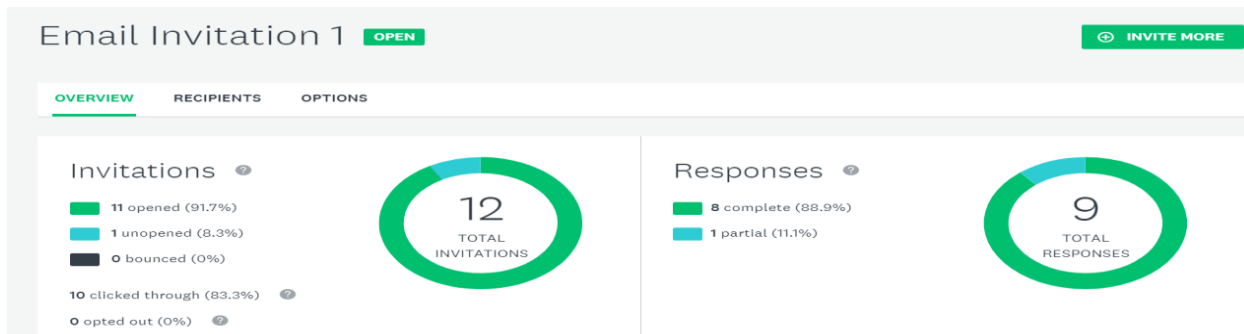 Email Invitation 1 OPEN
INVITE MORE
OVERVIEW RECIPIENTS OPTIONS
Invitations ?
11 opened (91.7%)
1 unopened (8.3%)
0 bounced (0%)
10 clicked through (83.3%) ?
0 opted out (0%) ?
12
TOTAL
INVITATIONS
Responses ?
8 complete (88.9%)
1 partial (11.1%)
9
TOTAL
RESPONSES